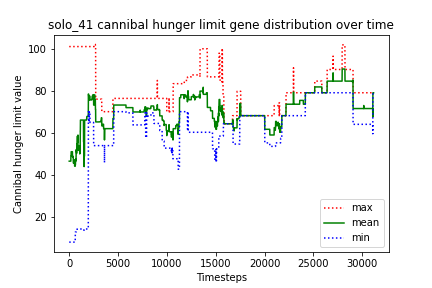 solo_41 cannibal hunger limit gene distribution over time
100
80
60
40
20
Cannibal hunger limit value
max
mean
min
0
5000
10000
15000
20000
25000
30000
Timesteps